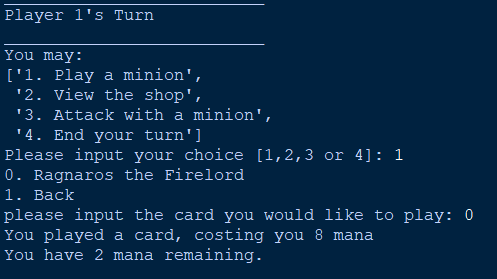 Player 1's Turn
You may:
['1. Play a minion',
 '2. View the shop',
 '3. Attack with a minion',
 '4. End your turn']
Please input your choice [1,2,3 or 4]: 1
0. Ragnaros the Firelord
1. Back
please input the card you would like to play: 0
You played a card, costing you 8 mana
You have 2 mana remaining.